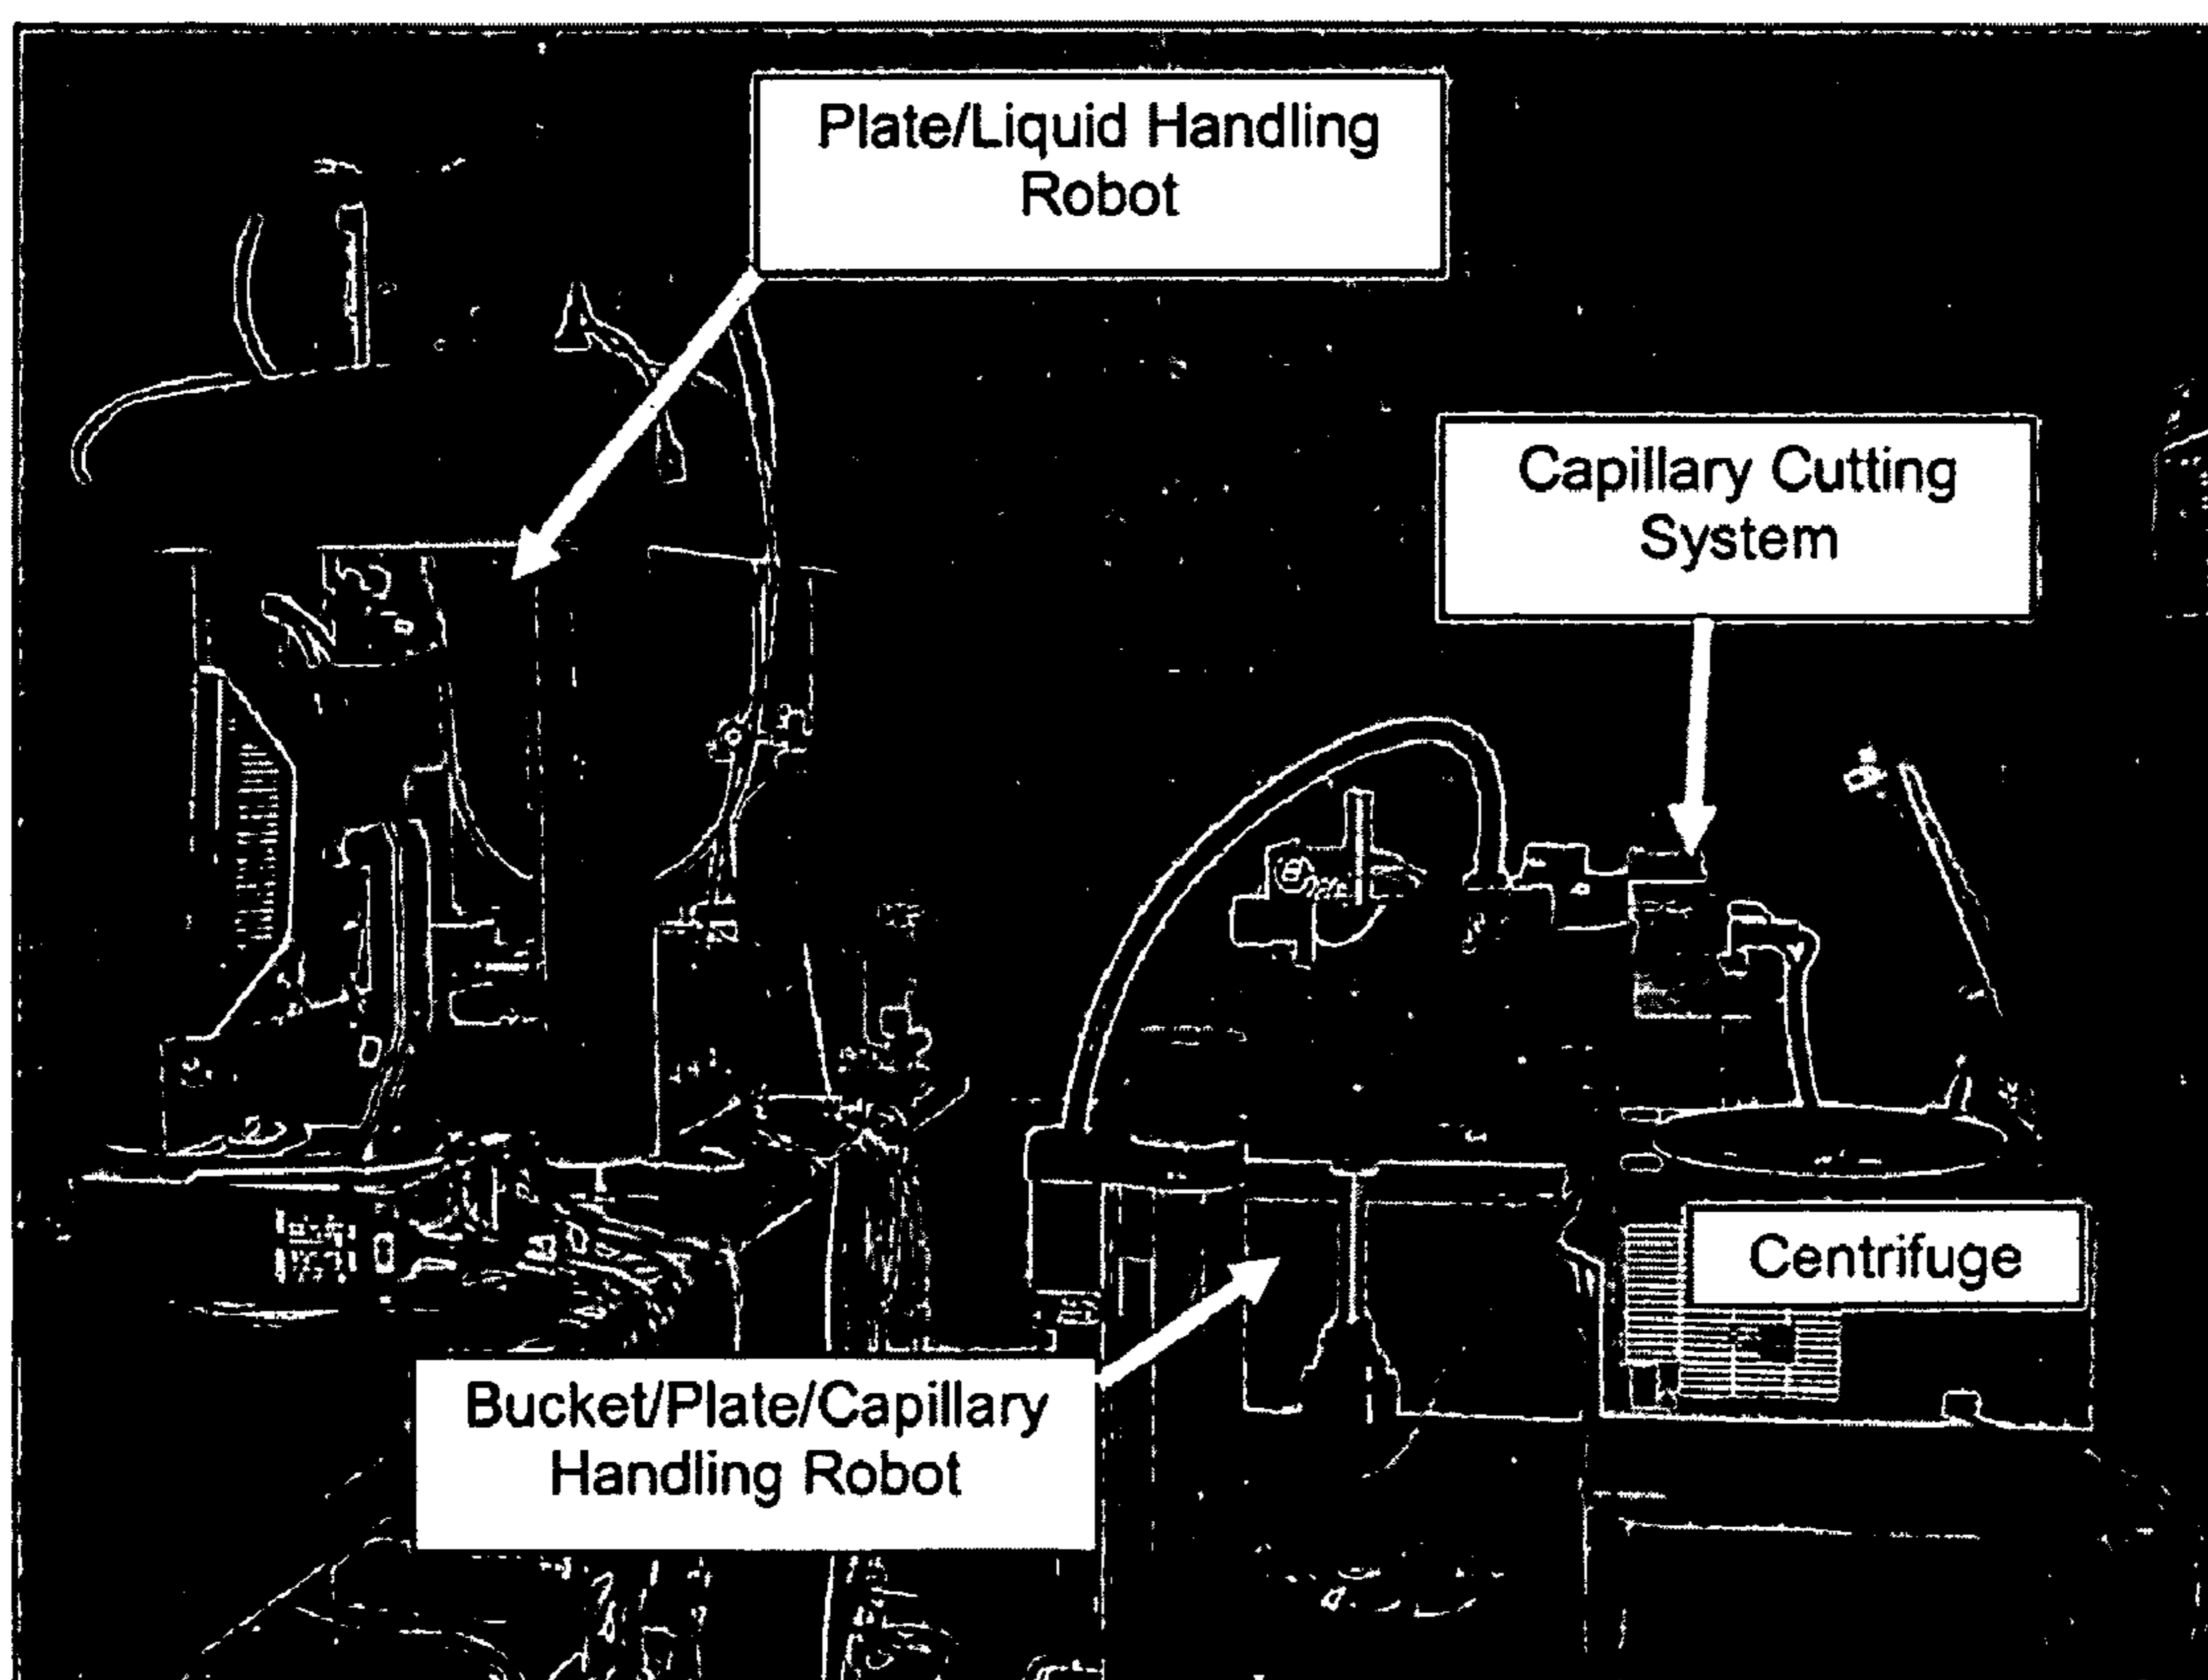 Plate/Liquid Handling
Robot
Capillary Cutting
System
Centrifuge
Bucket/Plate/Capillary
Handling Robot